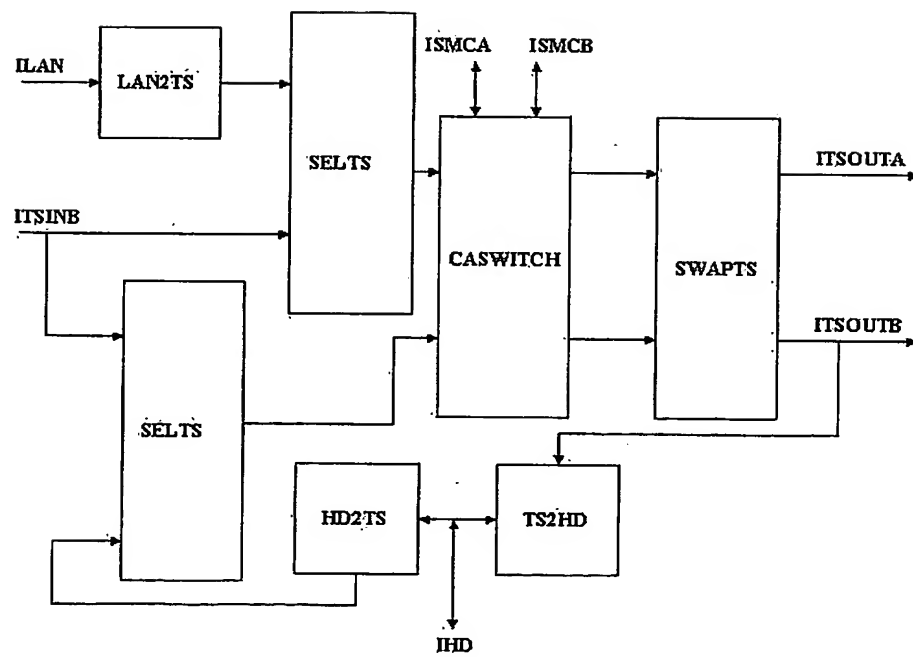 ISMCA
ISMCB
ILAN
LAN2TS
SELTS
ITSOUTA
ITSINB
CASWITCH
SWAPTS
ITSOUTB
SELTS
HD2TS
TS2HD
IHD